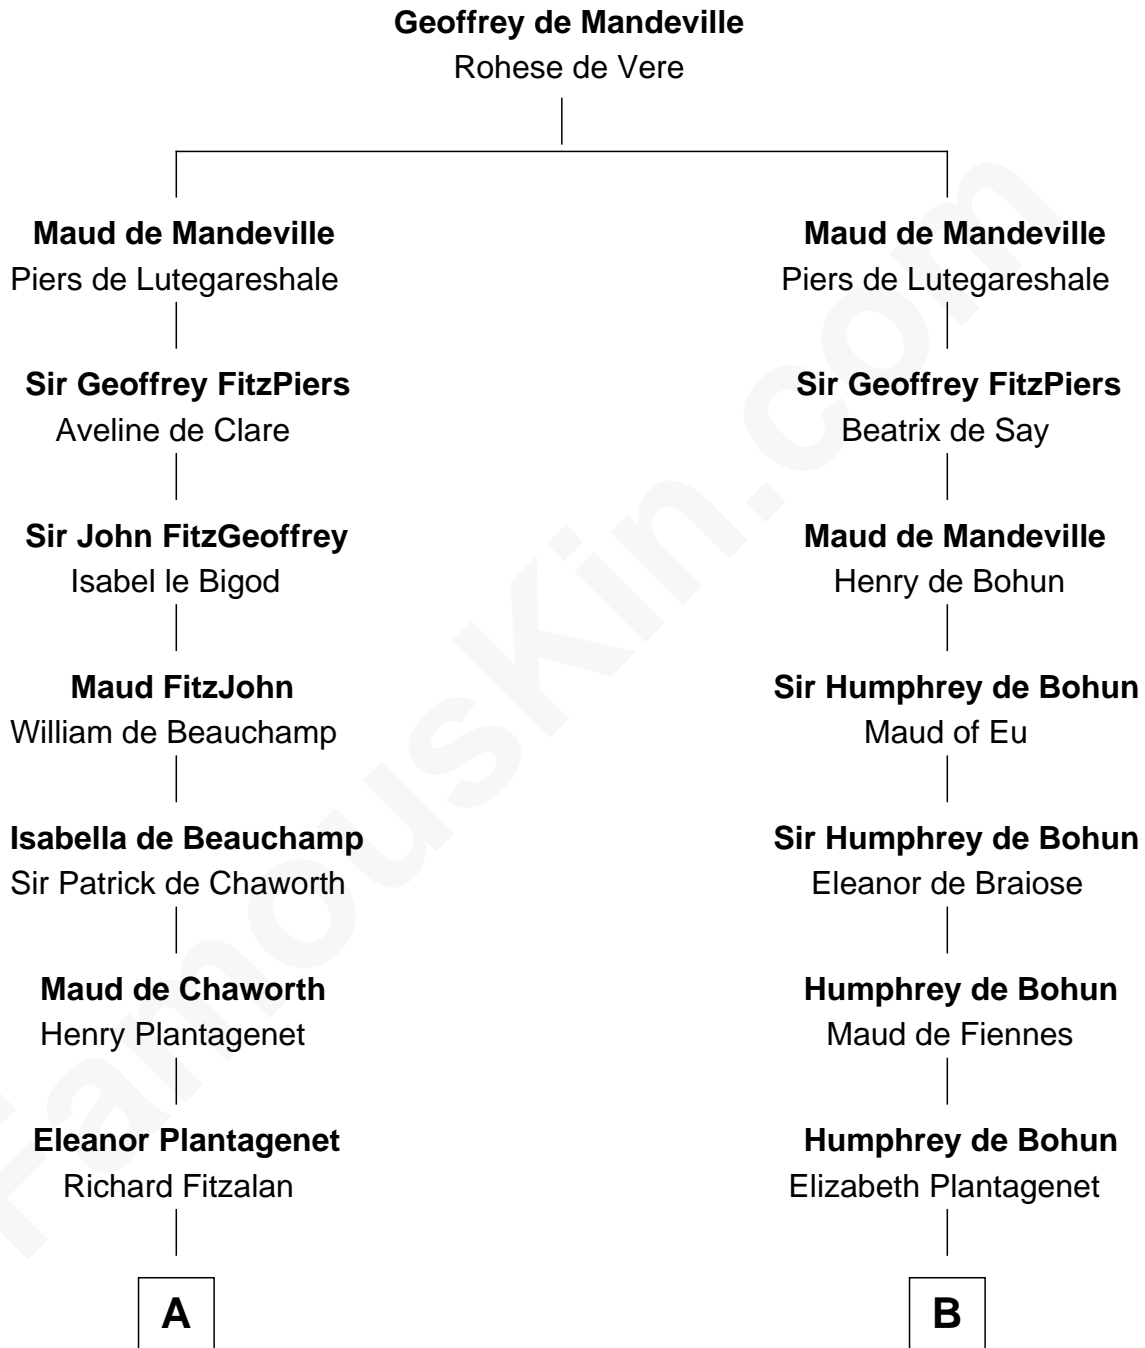 Geoffrey de Mandeville
Rohese de Vere
Maud de Mandeville
Piers de Lutegareshale
Sir Geoffrey FitzPiers
Aveline de Clare
Sir John FitzGeoffrey
Isabel le Bigod
Maud FitzJohn
William de Beauchamp
Isabella de Beauchamp
Sir Patrick de Chaworth
Maud de Chaworth
Henry Plantagenet
Eleanor Plantagenet
Richard Fitzalan
A
Maud de Mandeville
Piers de Lutegareshale
Sir Geoffrey FitzPiers
Beatrix de Say
Maud de Mandeville
Henry de Bohun
Sir Humphrey de Bohun
Maud of Eu
Sir Humphrey de Bohun
Eleanor de Braiose
Humphrey de Bohun
Maud de Fiennes
Humphrey de Bohun
Elizabeth Plantagenet
B
FamousKin.com